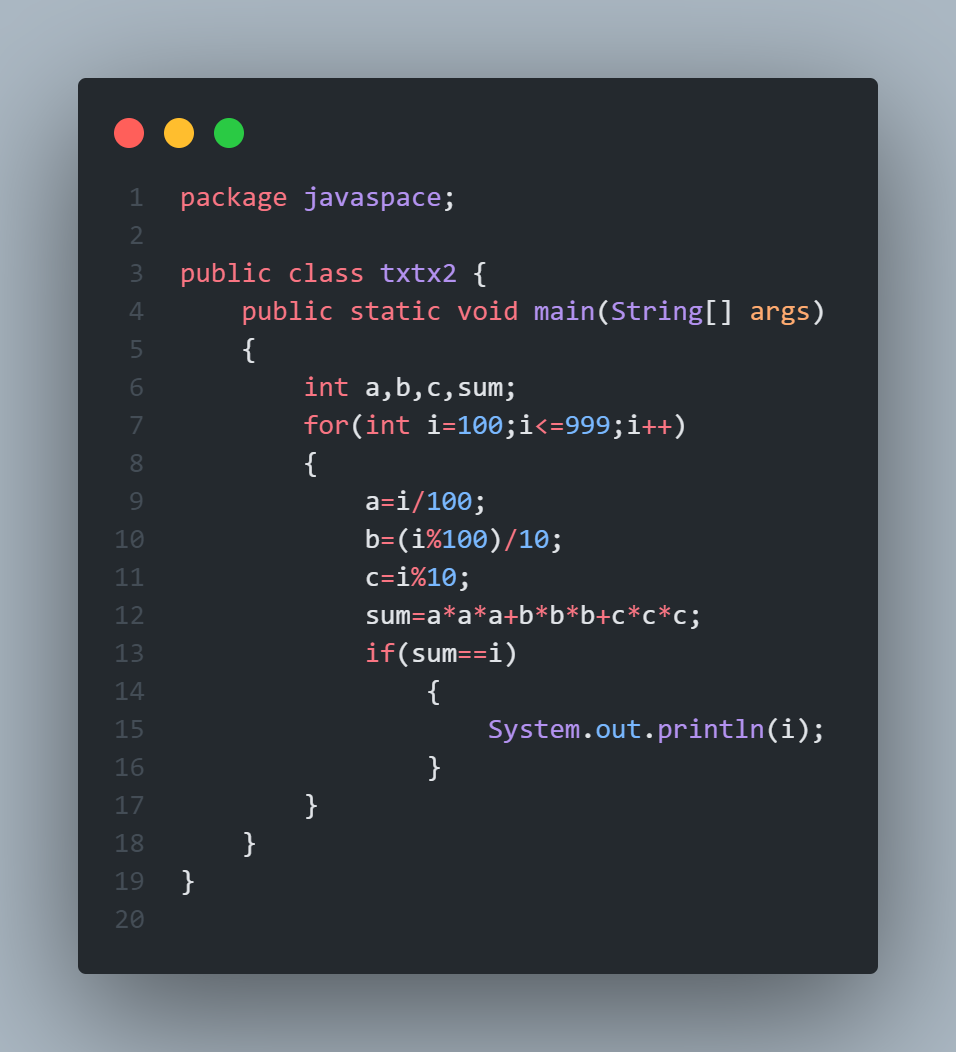 1 package javaspace;
2
3 public class txtx2 {
4     public static void main(String[] args)
5     {
6         int a,b,c,sum;
7         for(int i=100;i<=999;i++)
8         {
9             a=i/100;
10             b=(i%100)/10;
11             c=i%10;
12             sum=a*a*a+b*b*b+c*c*c;
13             if(sum==i)
14                 {
15                     System.out.println(i);
16                 }
17         }
18     }
19 }
20